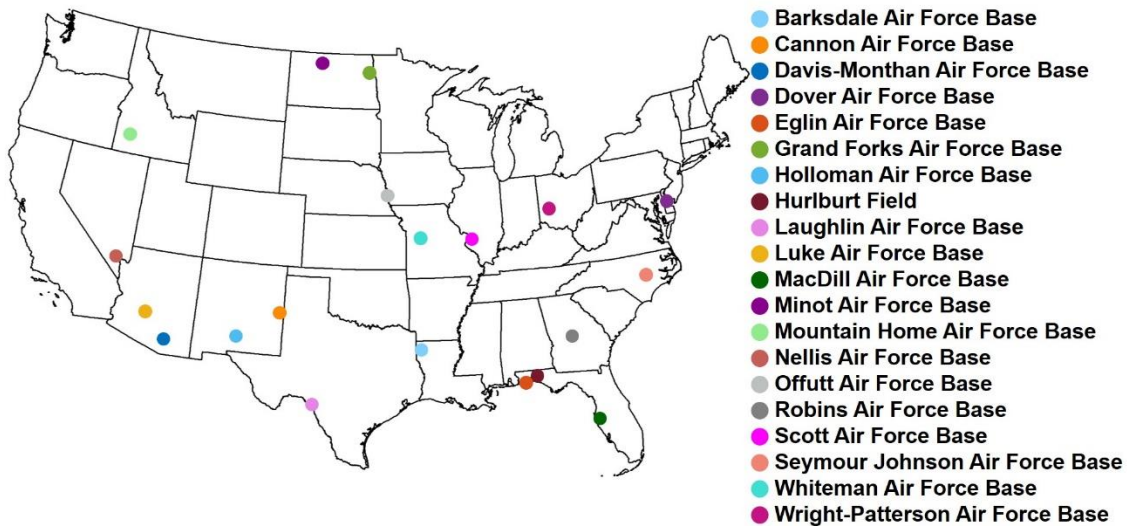 Barksdale Air Force Base
Cannon Air Force Base
Davis-Monthan Air Force Base
Dover Air Force Base
Eglin Air Force Base
Grand Forks Air Force Base
Holloman Air Force Base
Hurlburt Field
Laughlin Air Force Base
Luke Air Force Base
MacDill Air Force Base
Minot Air Force Base
Mountain Home Air Force Base
Nellis Air Force Base
Offutt Air Force Base
Robins Air Force Base
Scott Air Force Base
Seymour Johnson Air Force Base
Whiteman Air Force Base
Wright-Patterson Air Force Base